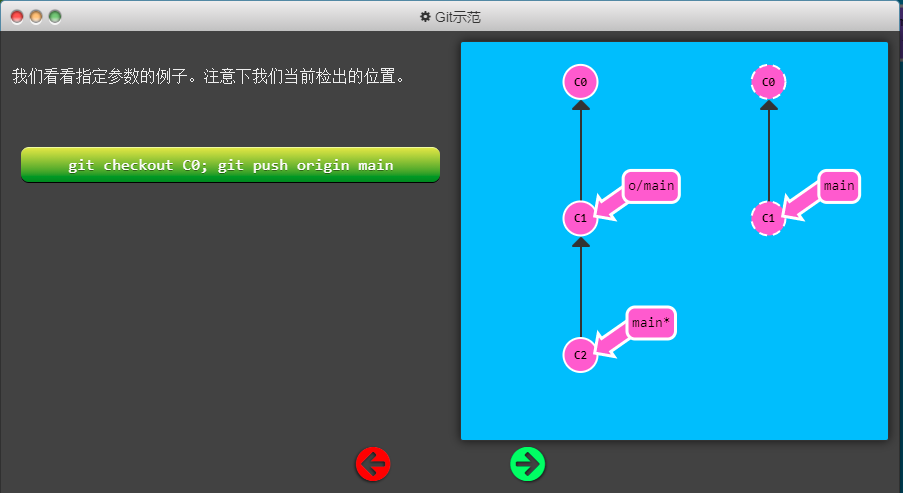 Git示范
我们看看指定参数的例子。注意下我们当前检出的位置。
git checkout C0; git push origin main
C0
C0
o/main
main
C1
C1
main*
C2